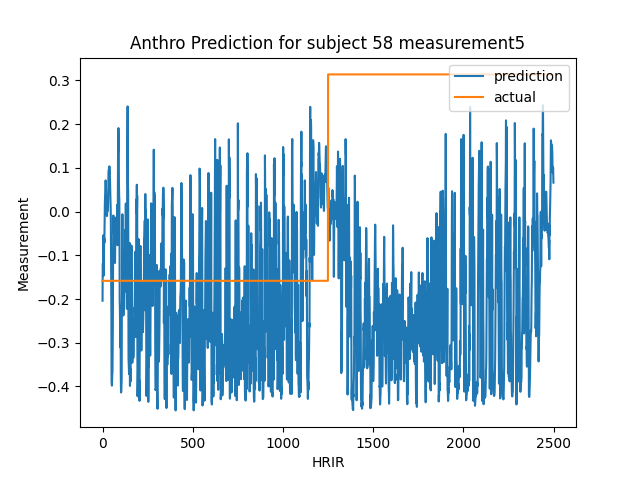 Anthro Prediction for subject 58 measurement5
prediction
actual
Measurement
0.3
0.2
0.1
0.0
−0.1
−0.2
−0.3
−0.4
0
500
1000
1500
2000
2500
HRIR